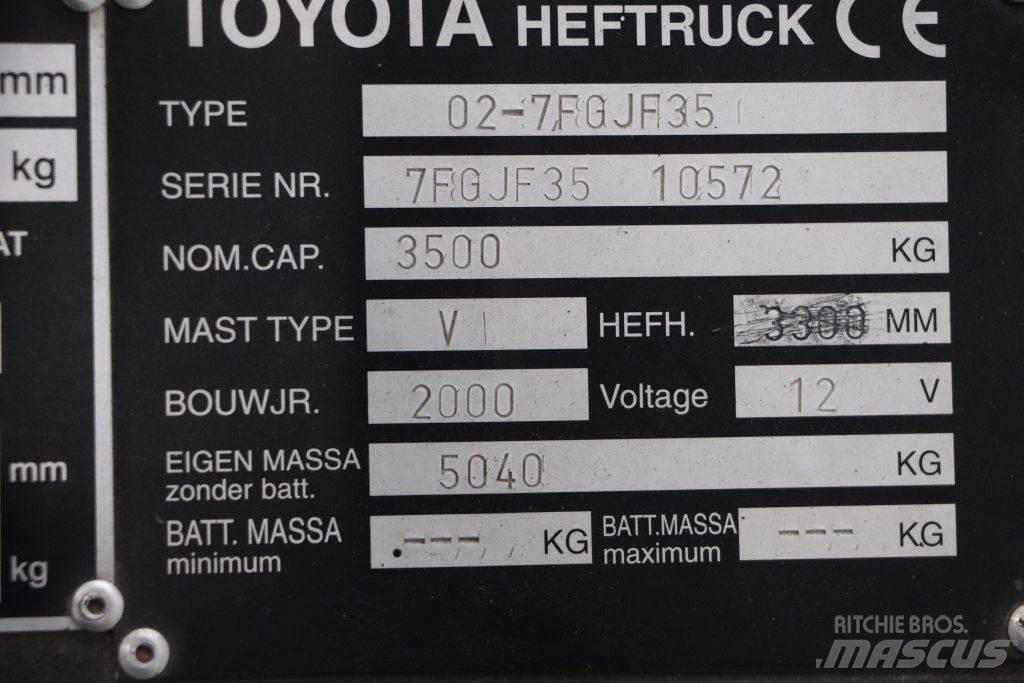 TOYOTA HEFTRUCK CE
mm
TYPE 02-7FGJF35
kg
SERIE NR. 7FGJF35 10572
AT
NOM.CAP. 3500 KG
MAST TYPE V HEFH. 3300 MM
BOUWJR. 2000 Voltage 12 V
mm
EIGEN MASSA 5040 KG
zonder batt.
BATT. MASSA --- KG BATT.MASSA --- KG
minimum maximum
kg
RITCHIE BROS.
MASCUS